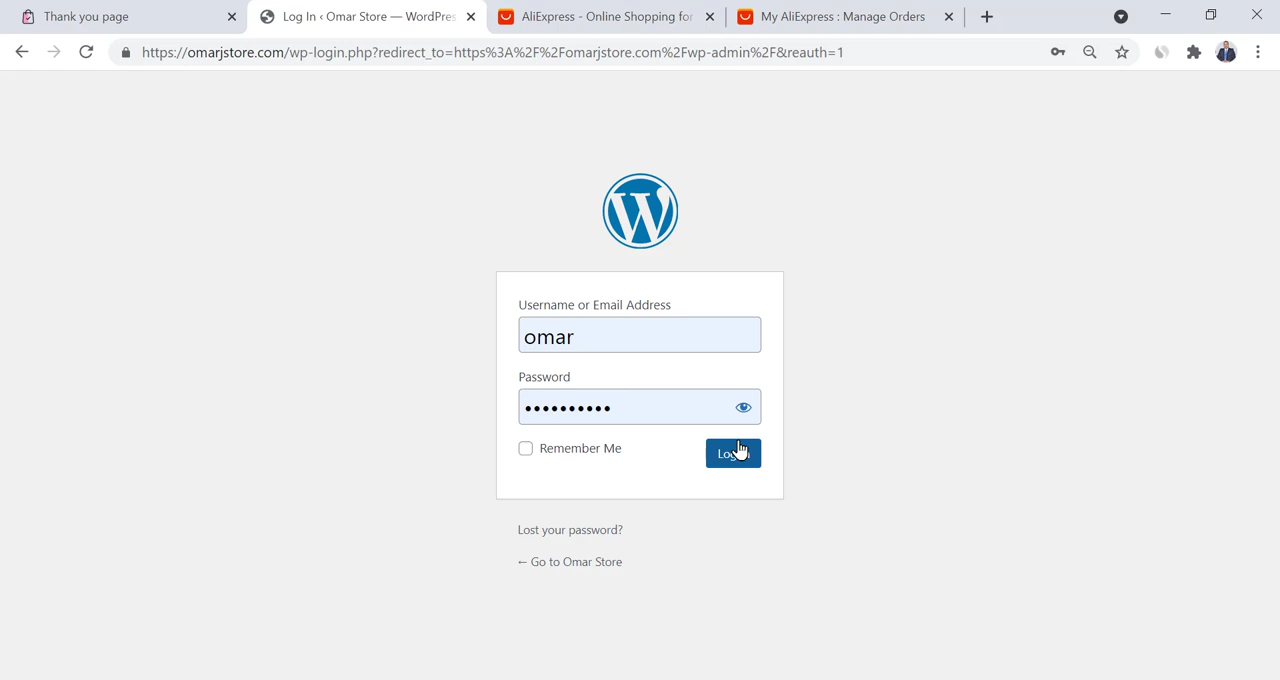 Thank you page
Log In ‹ Omar Store — WordPres
AliExpress - Online Shopping for
My AliExpress : Manage Orders
https://omarjstore.com/wp-login.php?redirect_to=https%3A%2F%2Fomarjstore.com%2Fwp-admin%2F&reauth=1
Username or Email Address
omar
Password
Remember Me
Lost your password?
← Go to Omar Store